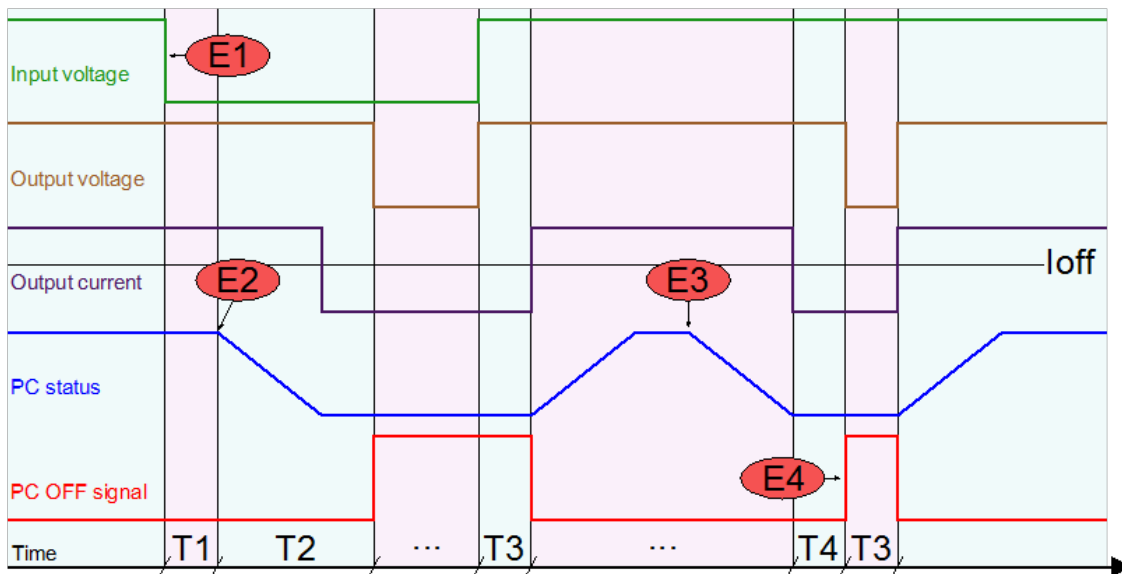 E1
Input voltage
Output voltage
Ioff
E2
E3
Output current
PC status
E4
PC OFF signal
Time T1 T2 ... T3 ... T4 T3